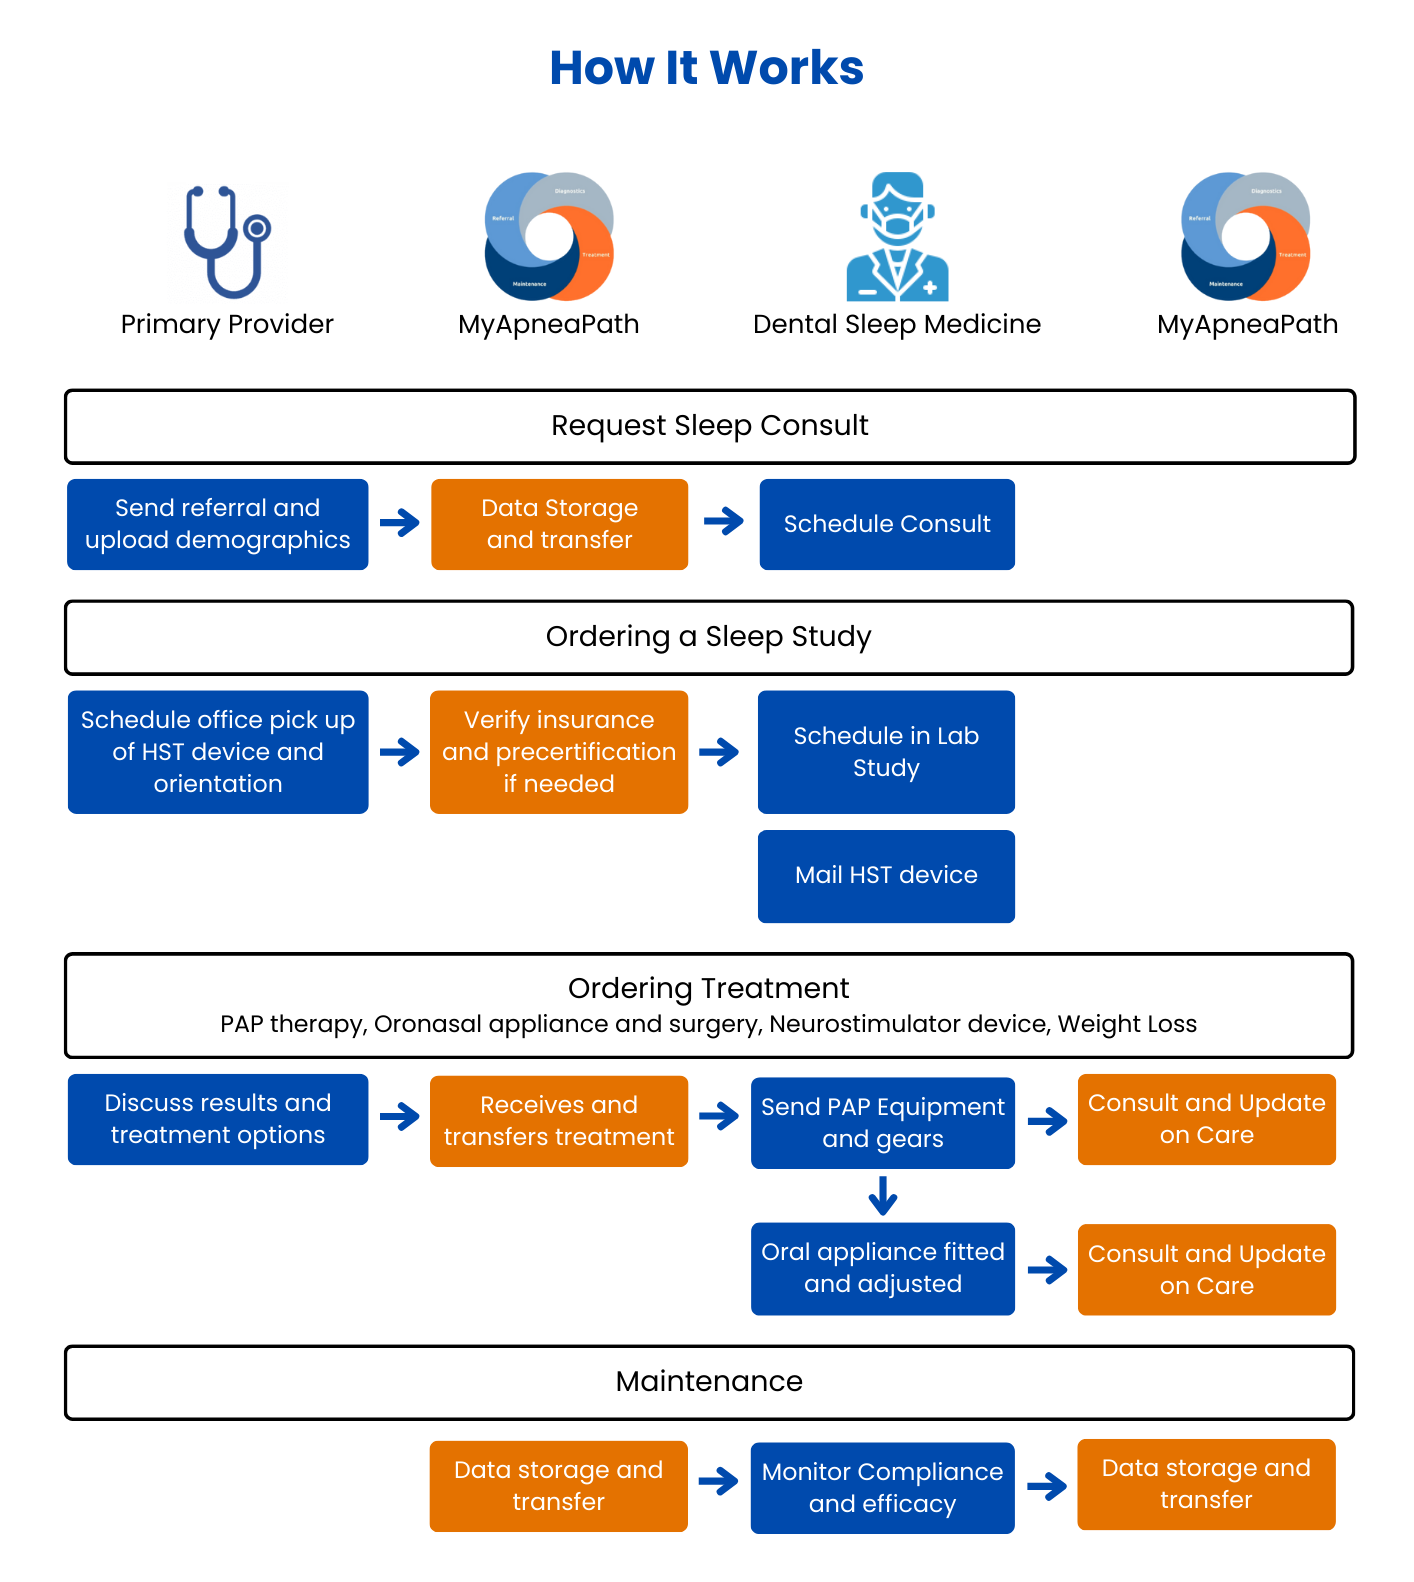 How It Works
Diagnostics
Referral
Treatment
Maintenance
Diagnostics
Referral
Treatment
Maintenance
Primary Provider
MyApneaPath
Dental Sleep Medicine
MyApneaPath
Request Sleep Consult
Send referral and
upload demographics
Data Storage
and transfer
Schedule Consult
Ordering a Sleep Study
Schedule office pick up
of HST device and
orientation
Verify insurance
and precertification
if needed
Schedule in Lab
Study
Mail HST device
Ordering Treatment
PAP therapy, Oronasal appliance and surgery, Neurostimulator device, Weight Loss
Discuss results and
treatment options
Receives and
transfers treatment
Send PAP Equipment
and gears
Consult and Update
on Care
Oral appliance fitted
and adjusted
Consult and Update
on Care
Maintenance
Data storage and
transfer
Monitor Compliance
and efficacy
Data storage and
transfer